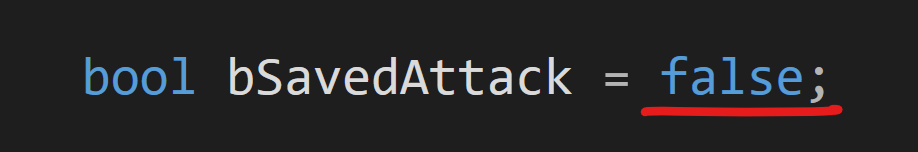 bool bSavedAttack = false;